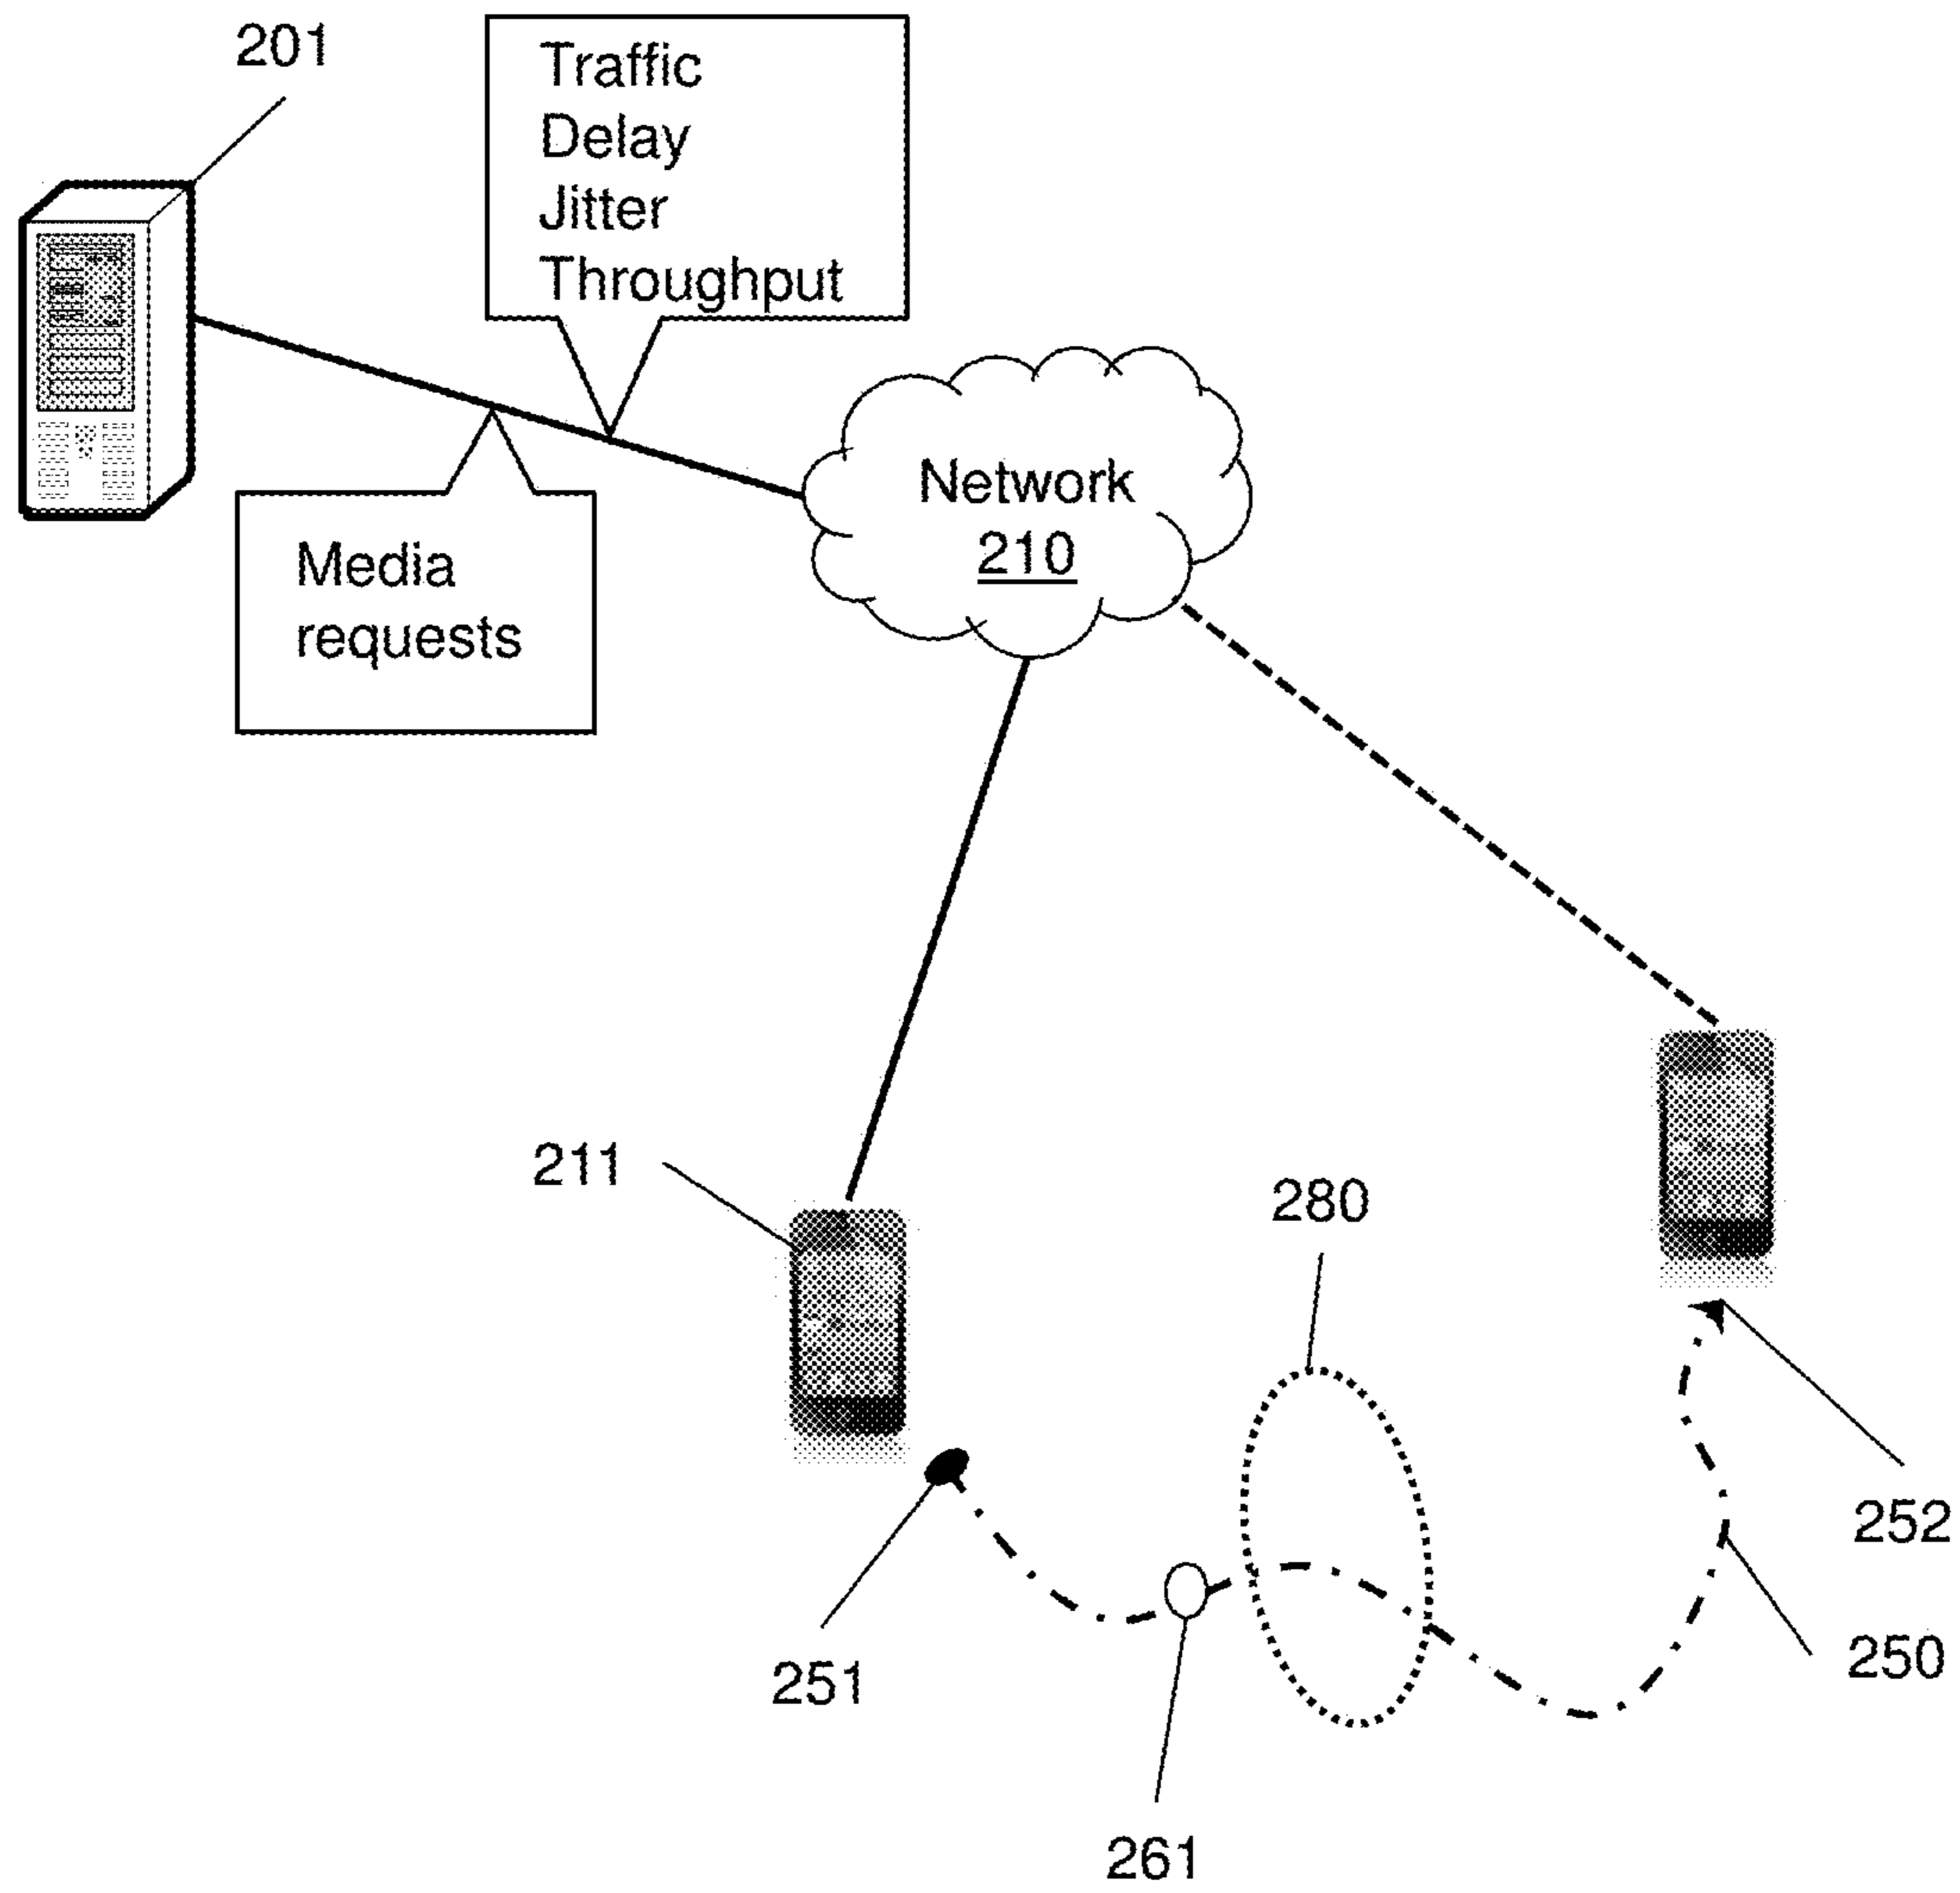 201
Traffic
Delay
Jitter
Throughput
Network
210
Media
requests
211
280
252
251
250
261